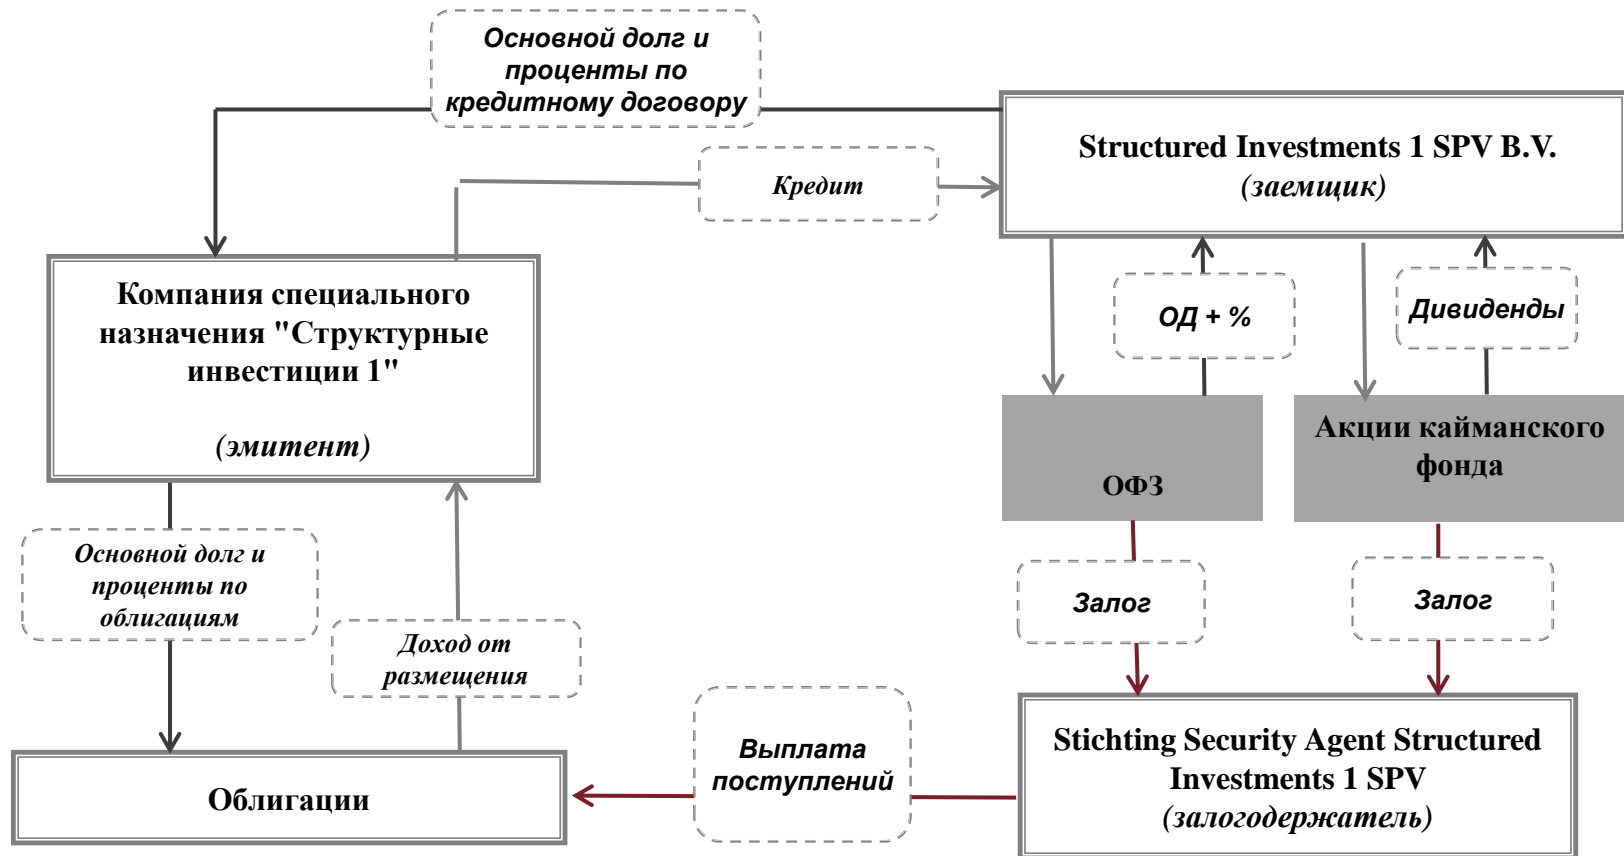 Основной долг и
проценты по
кредитному договору
Structured Investments 1 SPV B.V.
(заемщик)
Кредит
Компания специального
назначения "Структурные
инвестиции 1"
(эмитент)
ОД + %
Дивиденды
ОФЗ
Акции кайманского
фонда
Основной долг и
проценты по
облигациям
Доход от
размещения
Залог
Залог
Облигации
Выплата
поступлений
Stichting Security Agent Structured
Investments 1 SPV
(залогодержатель)